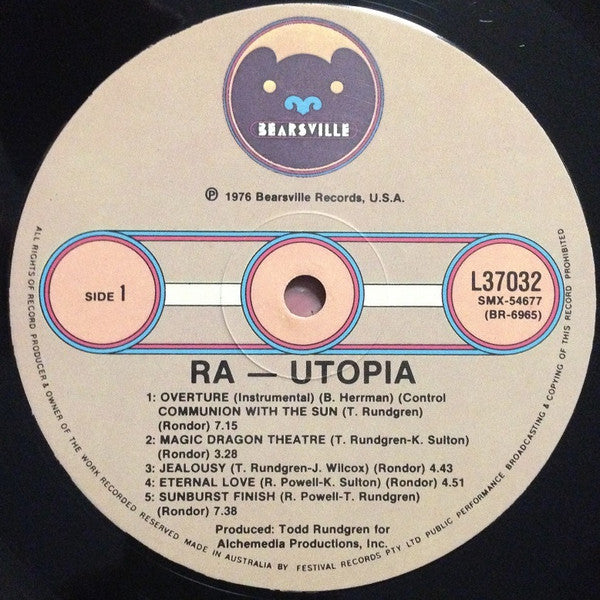 BEARSVILLE
Ⓟ 1976 Bearsville Records, U.S.A.
SIDE 1
L37032
SMX-54677
(BR-6965)
RA — UTOPIA
1: OVERTURE (Instrumental) (B. Herrman) (Control
COMMUNION WITH THE SUN (T. Rundgren)
(Rondor) 7.15
2: MAGIC DRAGON THEATRE (T. Rundgren-K. Sulton)
(Rondor) 3.28
3: JEALOUSY (T. Rundgren-J. Wilcox) (Rondor) 4.43
4: ETERNAL LOVE (R. Powell-K. Sulton) (Rondor) 4.51
5: SUNBURST FINISH (R. Powell-T. Rundgren)
(Rondor) 7.38
Produced: Todd Rundgren for
Alchemedia Productions, Inc.
ALL RIGHTS OF RECORD PRODUCER & OWNER OF THE WORK RECORDED RESERVED. MADE IN AUSTRALIA BY FESTIVAL RECORDS PTY LTD PUBLIC PERFORMANCE BROADCASTING & COPYING OF THIS RECORD PROHIBITED